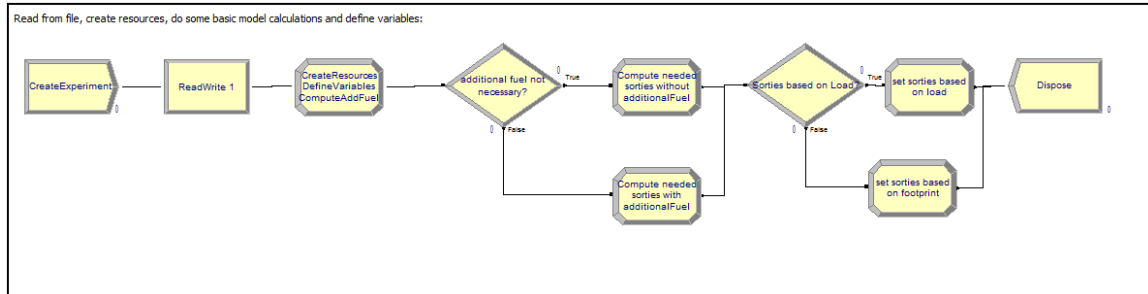 Read from file, create resources, do some basic model calculations and define variables:
CreateExperiment
0
ReadWrite 1
CreateResources
DefineVariables
ComputeAddFuel
additional fuel not
necessary?
0
True
0
False
Compute needed
sorties without
additionalFuel
Compute needed
sorties with
additionalFuel
Sorties based on Load?
0
True
0
False
set sorties based
on load
set sorties based
on footprint
Dispose
0